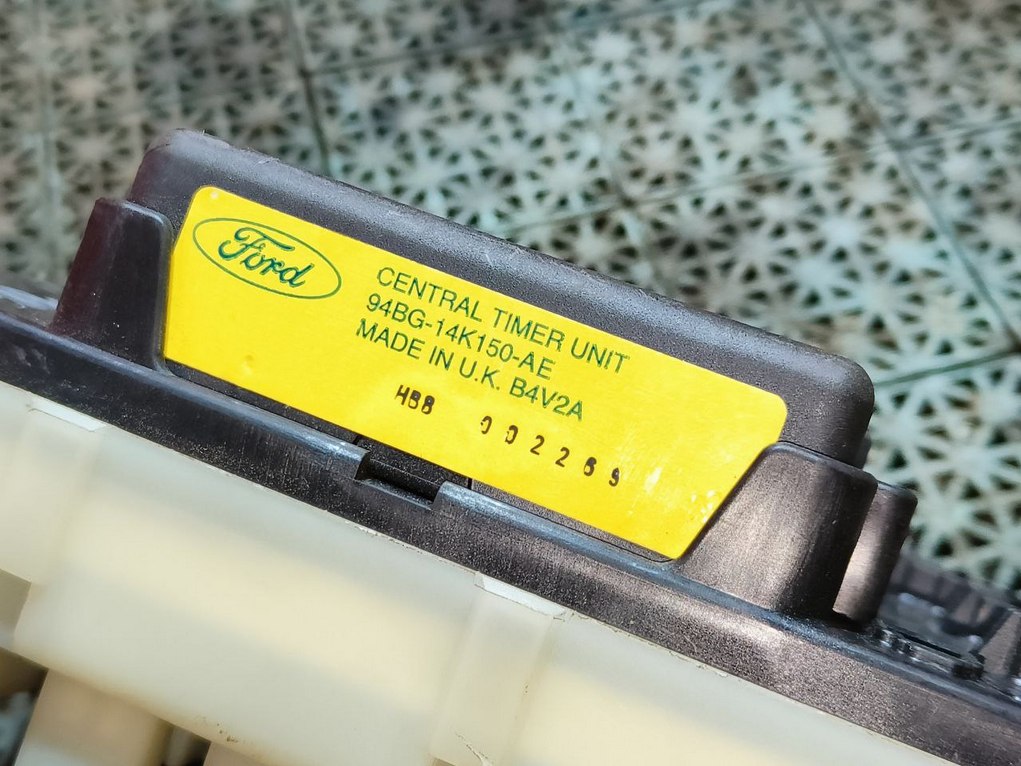 Ford
CENTRAL TIMER UNIT
94BG-14K150-AE
MADE IN U.K. B4V2A
HBB 002269